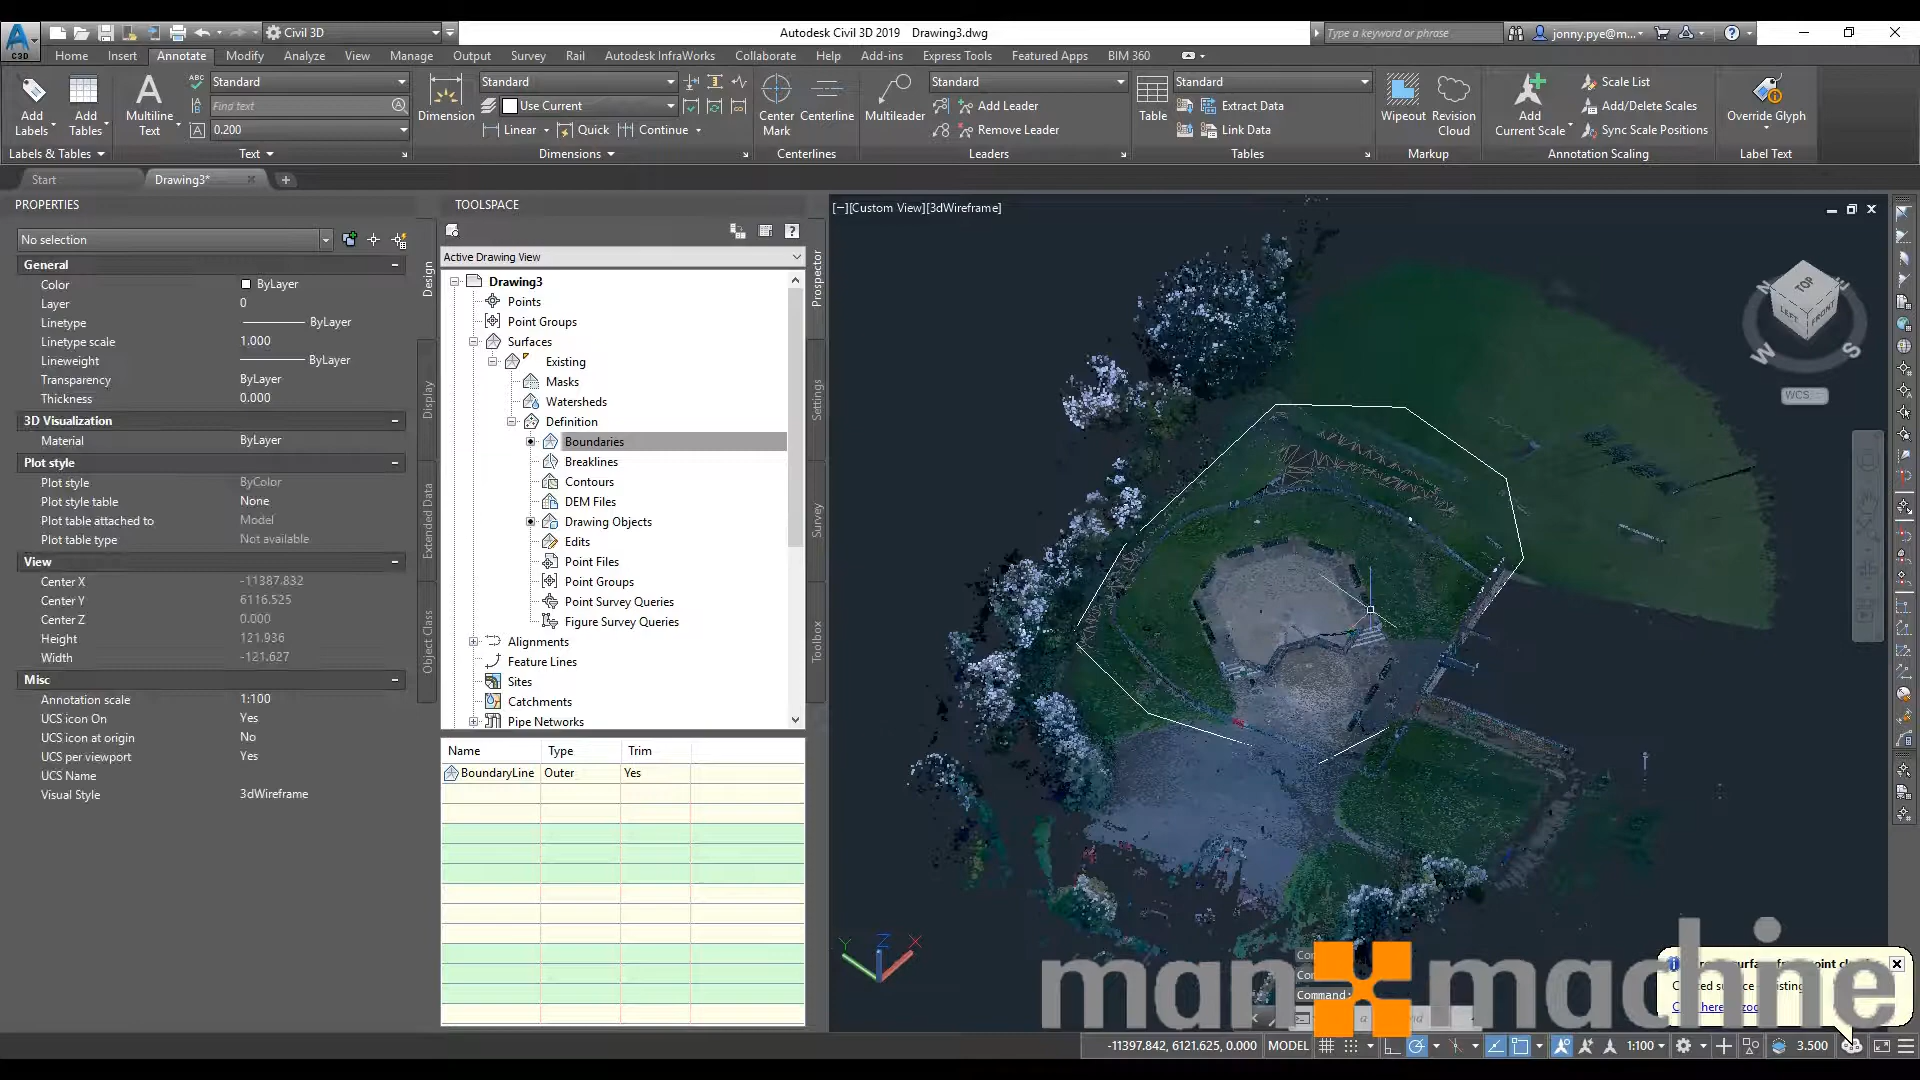 Civil 3D
Autodesk Civil 3D 2019 Drawing3.dwg
Type a keyword or phrase
jonny.pye@m...
C3D
Home Insert Annotate Modify Analyze View Manage Output Survey Rail Autodesk InfraWorks Collaborate Help Add-ins Express Tools Featured Apps BIM 360
Add Labels
Add Tables
Labels & Tables
Multiline Text
ABC
Standard
Find text
0.200
Text
Dimension
Standard
Use Current
Linear Quick Continue
Dimensions
Center Mark
Centerline
Centerlines
Multileader
Standard
Add Leader
Remove Leader
Leaders
Table
Standard
Extract Data
Link Data
Tables
Wipeout
Revision Cloud
Markup
Add Current Scale
Scale List
Add/Delete Scales
Sync Scale Positions
Annotation Scaling
Override Glyph
Label Text
Start
Drawing3*
PROPERTIES
No selection
General
Color ByLayer
Layer 0
Linetype ByLayer
Linetype scale 1.000
Lineweight ByLayer
Transparency ByLayer
Thickness 0.000
3D Visualization
Material ByLayer
Plot style
Plot style ByColor
Plot style table None
Plot table attached to Model
Plot table type Not available
View
Center X -11387.832
Center Y 6116.525
Center Z 0.000
Height 121.936
Width -121.627
Misc
Annotation scale 1:100
UCS icon On Yes
UCS icon at origin No
UCS per viewport Yes
UCS Name
Visual Style 3dWireframe
Design
Display
Extended Data
Object Class
TOOLSPACE
Active Drawing View
Drawing3
Points
Point Groups
Surfaces
Existing
Masks
Watersheds
Definition
Boundaries
Breaklines
Contours
DEM Files
Drawing Objects
Edits
Point Files
Point Groups
Point Survey Queries
Figure Survey Queries
Alignments
Feature Lines
Sites
Catchments
Pipe Networks
Name Type Trim
BoundaryLine Outer Yes
Prospector
Settings
Survey
Toolbox
[−][Custom View][3dWireframe]
N E
TOP
LEFT FRONT
W S
WCS
Y Z X
Command:
man machine
-11397.842, 6121.625, 0.000 MODEL 1:100 3.500